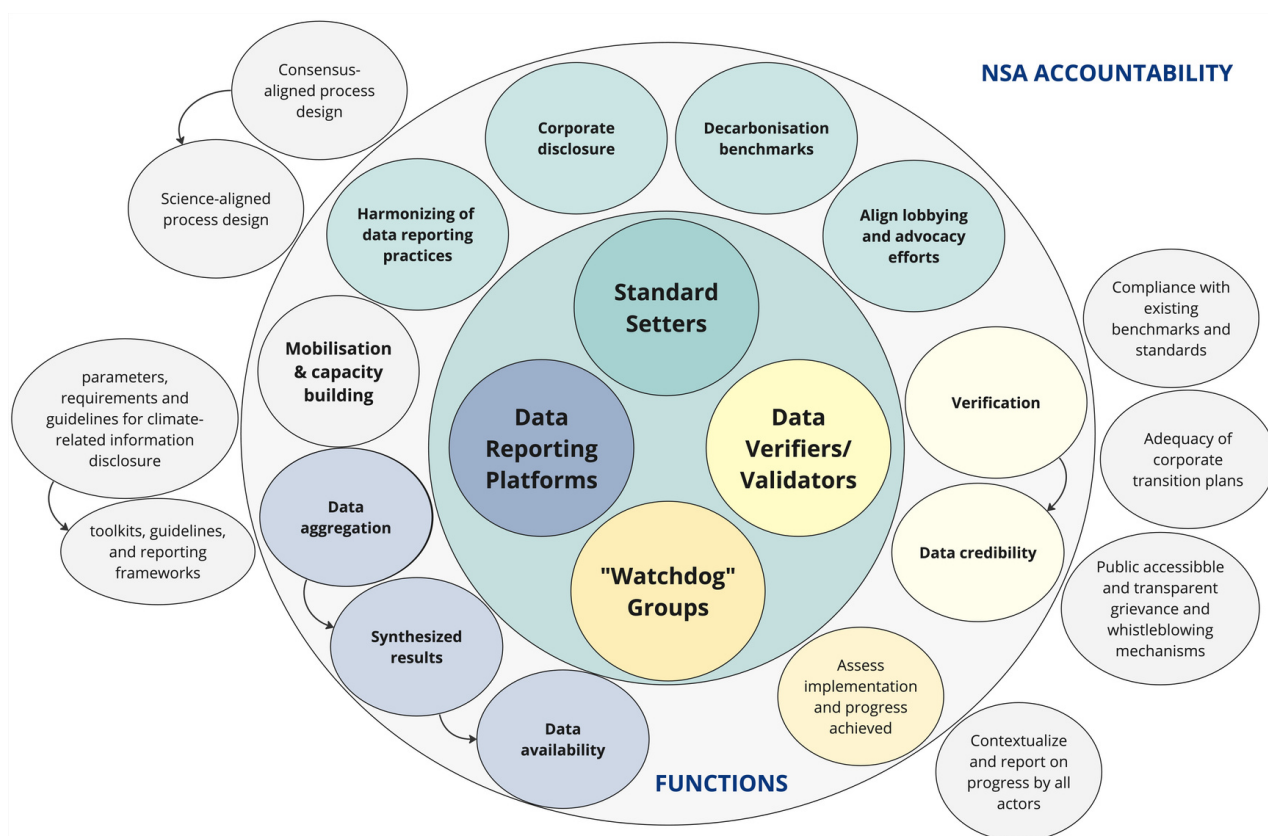 NSA ACCOUNTABILITY
Consensus-
aligned process
design
Science-aligned
process design
Corporate
disclosure
Decarbonisation
benchmarks
Harmonizing of
data reporting
practices
Align lobbying
and advocacy
efforts
Standard
Setters
Mobilisation
& capacity
building
Compliance with
existing
benchmarks and
standards
parameters,
requirements and
guidelines for climate-
related information
disclosure
Data
Reporting
Platforms
Data
Verifiers/
Validators
Verification
Adequacy of
corporate
transition plans
Data
aggregation
toolkits, guidelines,
and reporting
frameworks
"Watchdog"
Groups
Data credibility
Public accessibble
and transparent
grievance and
whistleblowing
mechanisms
Synthesized
results
Assess
implementation
and progress
achieved
Data
availability
Contextualize
and report on
progress by all
actors
FUNCTIONS